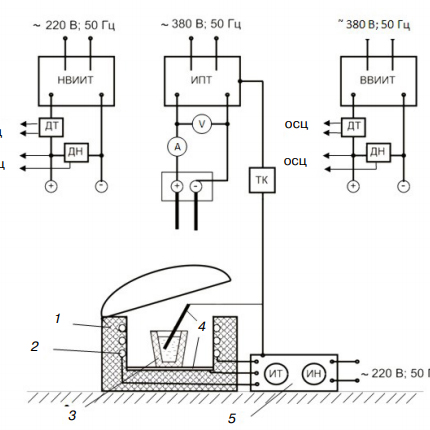 ~ 220 В; 50 Гц
~ 380 В; 50 Гц
~ 380 В; 50 Гц
НВИИТ
ИПТ
ВВИИТ
ДТ
V
осц
ДТ
ц
A
ДН
осц
ДН
ц
ТК
+
-
+
-
+
-
1
4
2
ИТ
ИН
~ 220 В; 50 Г
3
5